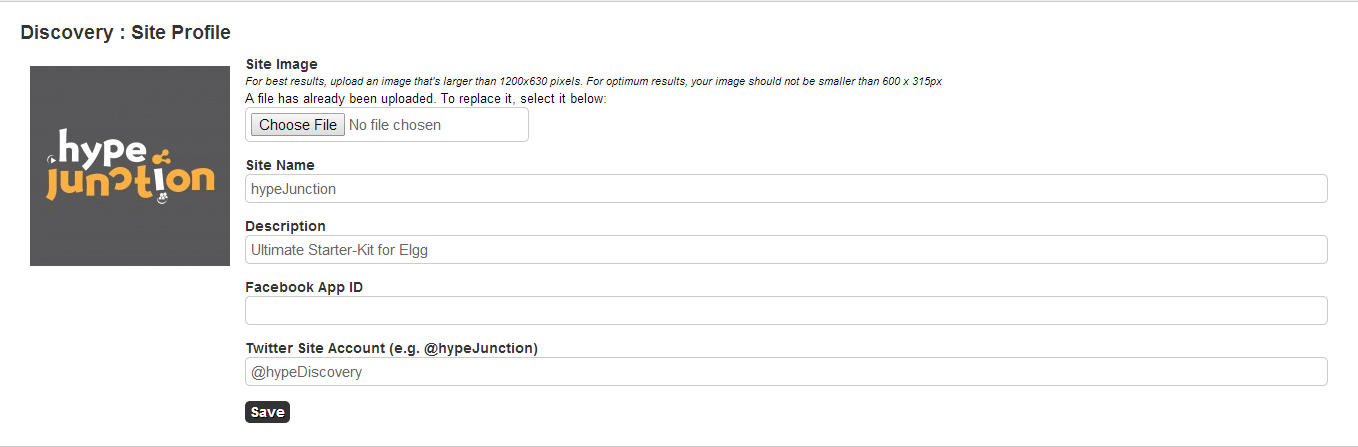 Discovery : Site Profile
hype
junction
Site Image
For best results, upload an image that's larger than 1200x630 pixels. For optimum results, your image should not be smaller than 600 x 315px
A file has already been uploaded. To replace it, select it below:
Choose File No file chosen
Site Name
hypeJunction
Description
Ultimate Starter-Kit for Elgg
Facebook App ID
Twitter Site Account (e.g. @hypeJunction)
@hypeDiscovery
Save